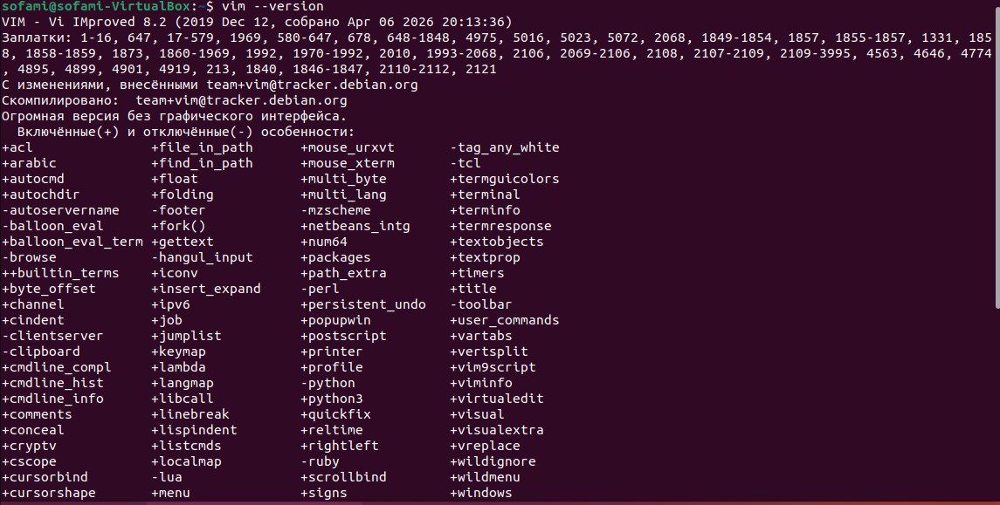 sofami@sofami-VirtualBox:~$ vim --version
VIM - Vi IMproved 8.2 (2019 Dec 12, собрано Apr 06 2026 20:13:36)
Заплатки: 1-16, 647, 17-579, 1969, 580-647, 678, 648-1848, 4975, 5016, 5023, 5072, 2068, 1849-1854, 1857, 1855-1857, 1331, 185
8, 1858-1859, 1873, 1860-1969, 1992, 1970-1992, 2010, 1993-2068, 2106, 2069-2106, 2108, 2107-2109, 2109-3995, 4563, 4646, 4774
, 4895, 4899, 4901, 4919, 213, 1840, 1846-1847, 2110-2112, 2121
С изменениями, внесёнными team+vim@tracker.debian.org
Скомпилировано:  team+vim@tracker.debian.org
Огромная версия без графического интерфейса.
  Включённые(+) и отключённые(-) особенности:
+acl               +file_in_path      +mouse_urxvt       -tag_any_white
+arabic            +find_in_path      +mouse_xterm       -tcl
+autocmd           +float             +multi_byte        +termguicolors
+autochdir         +folding           +multi_lang        +terminal
-autoservername    -footer            -mzscheme          +terminfo
-balloon_eval      +fork()            +netbeans_intg     +termresponse
+balloon_eval_term +gettext           +num64             +textobjects
-browse            -hangul_input      +packages          +textprop
++builtin_terms    +iconv             +path_extra        +timers
+byte_offset       +insert_expand     -perl              +title
+channel           +ipv6              +persistent_undo   -toolbar
+cindent           +job               +popupwin          +user_commands
-clientserver      +jumplist          +postscript        +vartabs
-clipboard         +keymap            +printer           +vertsplit
+cmdline_compl     +lambda            +profile           +vim9script
+cmdline_hist      +langmap           -python            +viminfo
+cmdline_info      +libcall           +python3           +virtualedit
+comments          +linebreak         +quickfix          +visual
+conceal           +lispindent        +reltime           +visualextra
+cryptv            +listcmds          +rightleft         +vreplace
+cscope            +localmap          -ruby              +wildignore
+cursorbind        -lua               +scrollbind        +wildmenu
+cursorshape       +menu              +signs             +windows